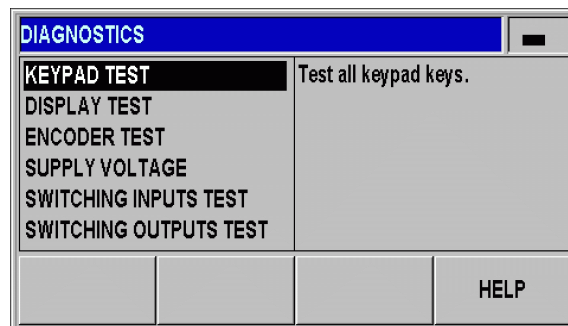 DIAGNOSTICS
KEYPAD TEST
Test all keypad keys.
DISPLAY TEST
ENCODER TEST
SUPPLY VOLTAGE
SWITCHING INPUTS TEST
SWITCHING OUTPUTS TEST
HELP